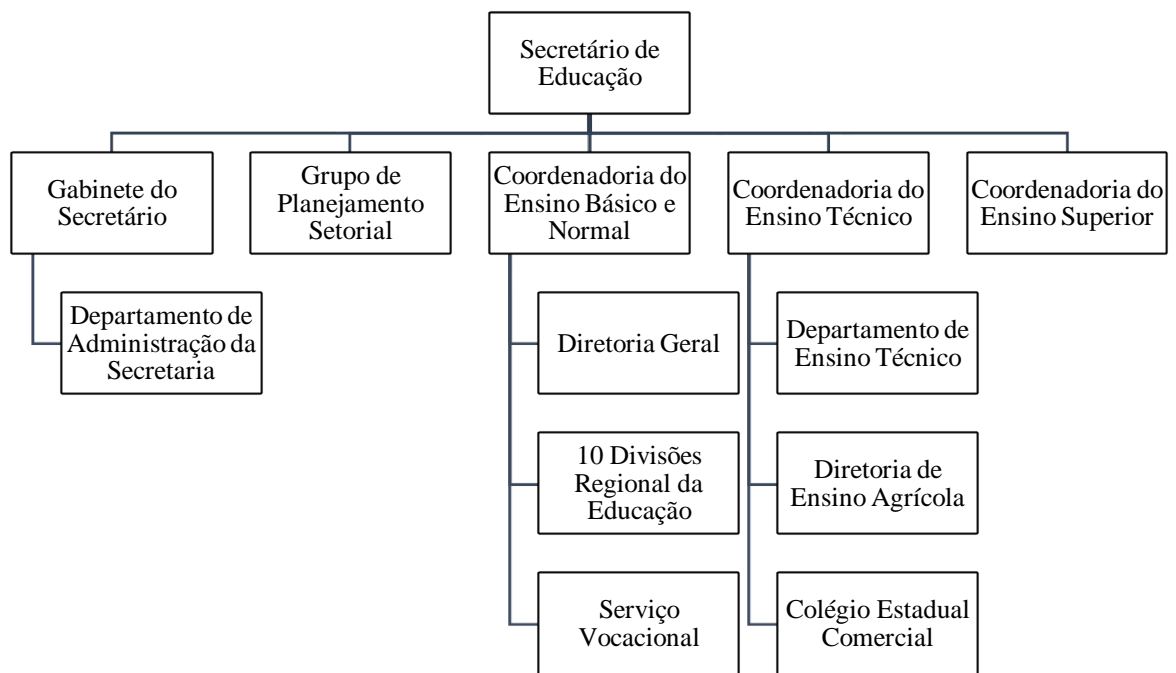 Secretário de
Educação
Gabinete do
Secretário
Grupo de
Planejamento
Setorial
Coordenadoria do
Ensino Básico e
Normal
Coordenadoria do
Ensino Técnico
Coordenadoria do
Ensino Superior
Departamento de
Administração da
Secretaria
Diretoria Geral
10 Divisões
Regional da
Educação
Serviço
Vocacional
Departamento de
Ensino Técnico
Diretoria de
Ensino Agrícola
Colégio Estadual
Comercial